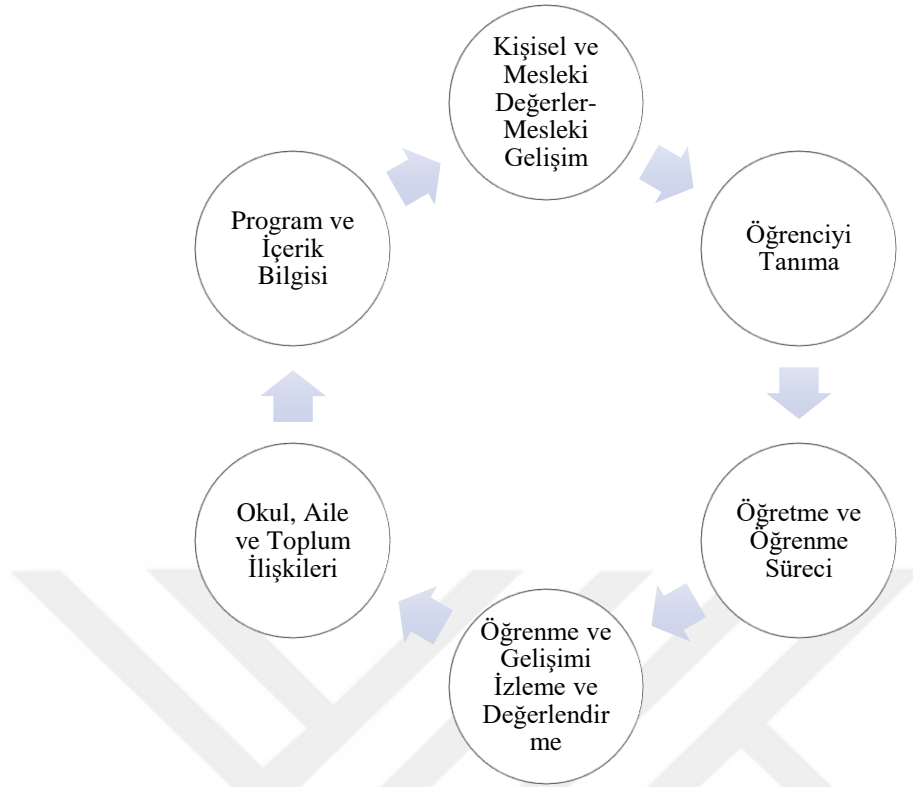 Kişisel ve
Mesleki
Değerler-
Mesleki
Gelişim
Öğrenciyi
Tanıma
Öğretme ve
Öğrenme
Süreci
Öğrenme ve
Gelişimi
İzleme ve
Değerlendir
me
Okul, Aile
ve Toplum
İlişkileri
Program ve
İçerik
Bilgisi